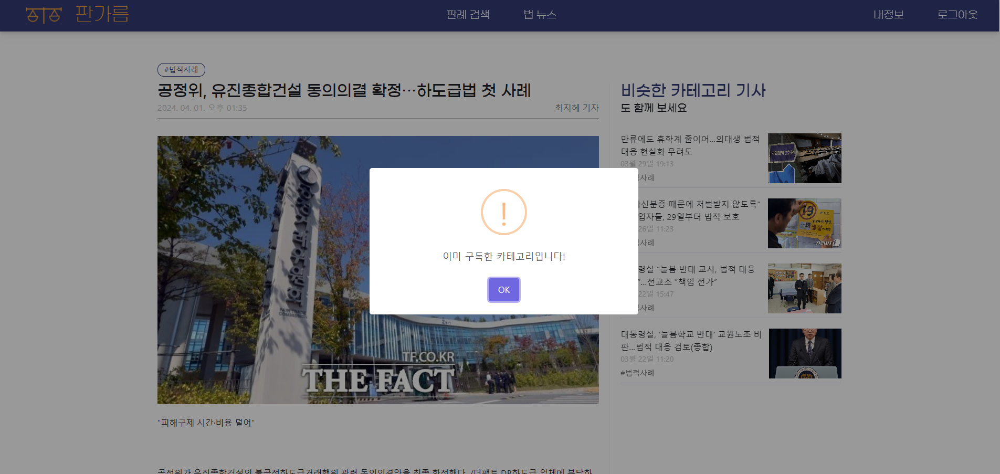 판가름
판례 검색
법 뉴스
내정보
로그아웃
#법적사례
공정위, 유진종합건설 동의의결 확정…하도급법 첫 사례
2024. 04. 01. 오후 01:35
최지혜 기자
공정거래위원회
FAIR TRADE
COMMISSION
TF.CO.KR
THE FACT
"피해구제 시간·비용 덜어"
공정위가 유진종합건설의 불공정하도급거래행위 관련 동의의결안을 최종 확정했다. /더팩트 DB하도급 업체에 부당하
이미 구독한 카테고리입니다!
OK
비슷한 카테고리 기사
도 함께 보세요
만류에도 휴학계 줄이어…의대생 법적
대응 현실화 우려도
03월 29일 19:13
사례
신분증 때문에 처벌받지 않도록"
업자들, 29일부터 법적 보호
26일 11:23
사례
19
news1
령실 “늘봄 반대 교사, 법적 대응
”…전교조 “책임 전가”
22일 15:47
사례
대통령실, '늘봄학교 반대' 교원노조 비
판…법적 대응 검토(종합)
03월 22일 11:20
#법적사례